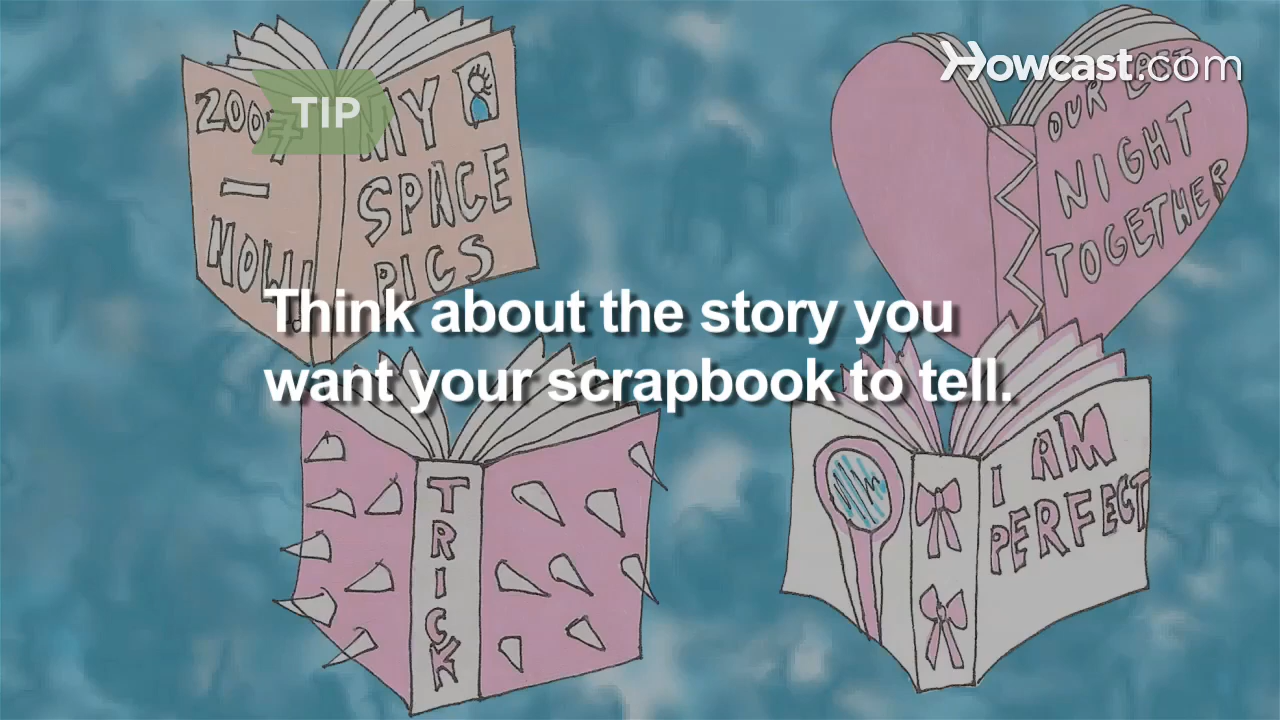 Howcast.com
TIP
2007
–
NOW!
MY
SPACE
PICS
OUR LAST
NIGHT
TOGETHER
Think about the story you
want your scrapbook to tell.
TRICK
I AM
PERFECT